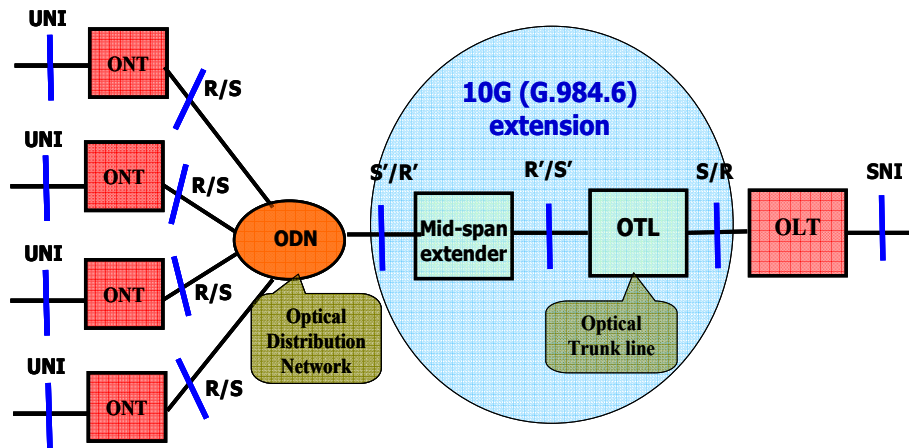 UNI
ONT
R/S
UNI
ONT
R/S
UNI
ONT
R/S
UNI
ONT
R/S
ODN
Optical
Distribution
Network
10G (G.984.6)
extension
S'/R'
Mid-span
extender
R'/S'
OTL
Optical
Trunk line
S/R
OLT
SNI